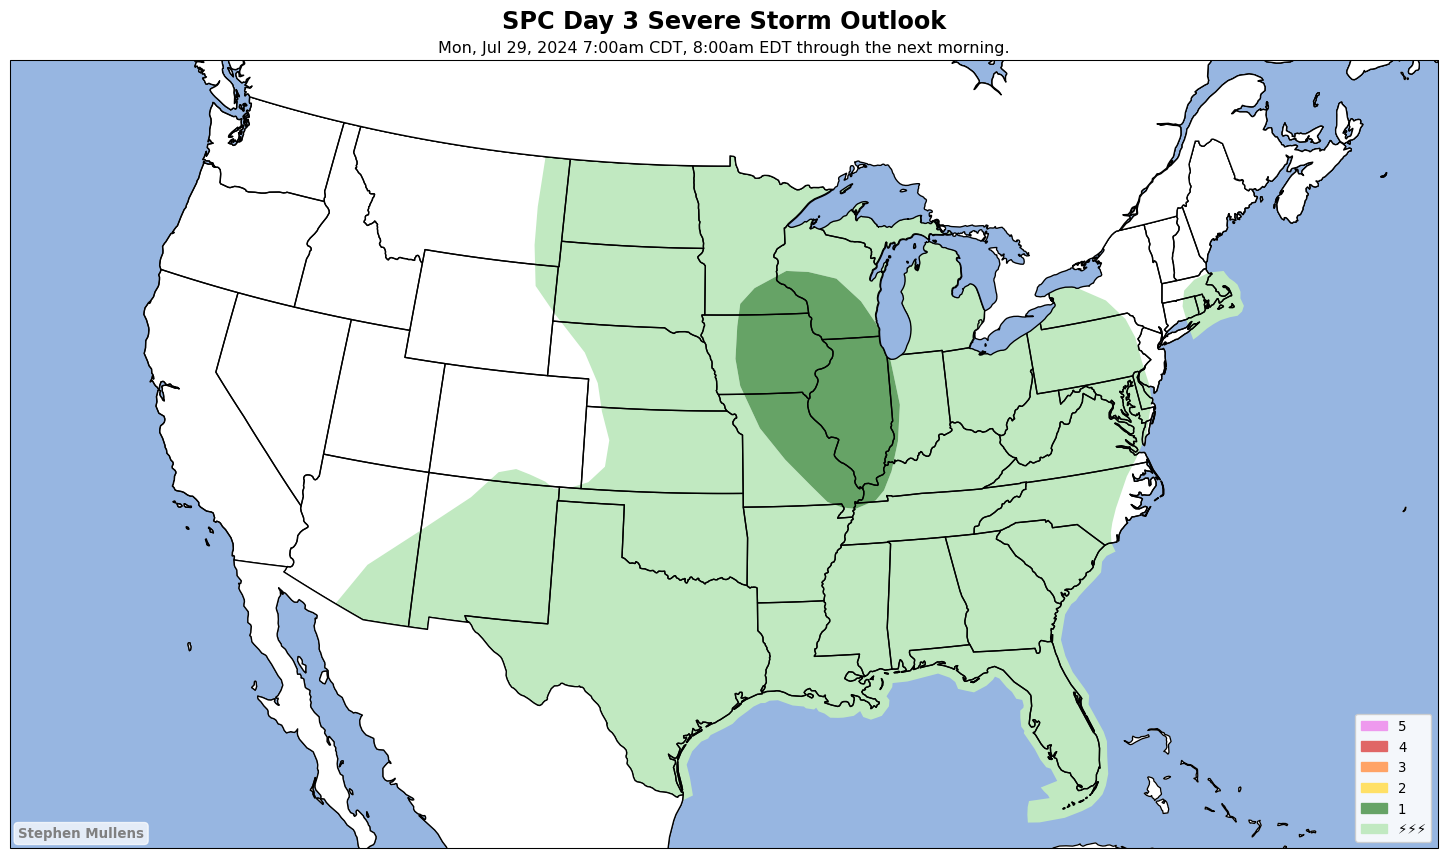 SPC Day 3 Severe Storm Outlook
Mon, Jul 29, 2024 7:00am CDT, 8:00am EDT through the next morning.
5
4
3
2
1
⚡⚡⚡
Stephen Mullens